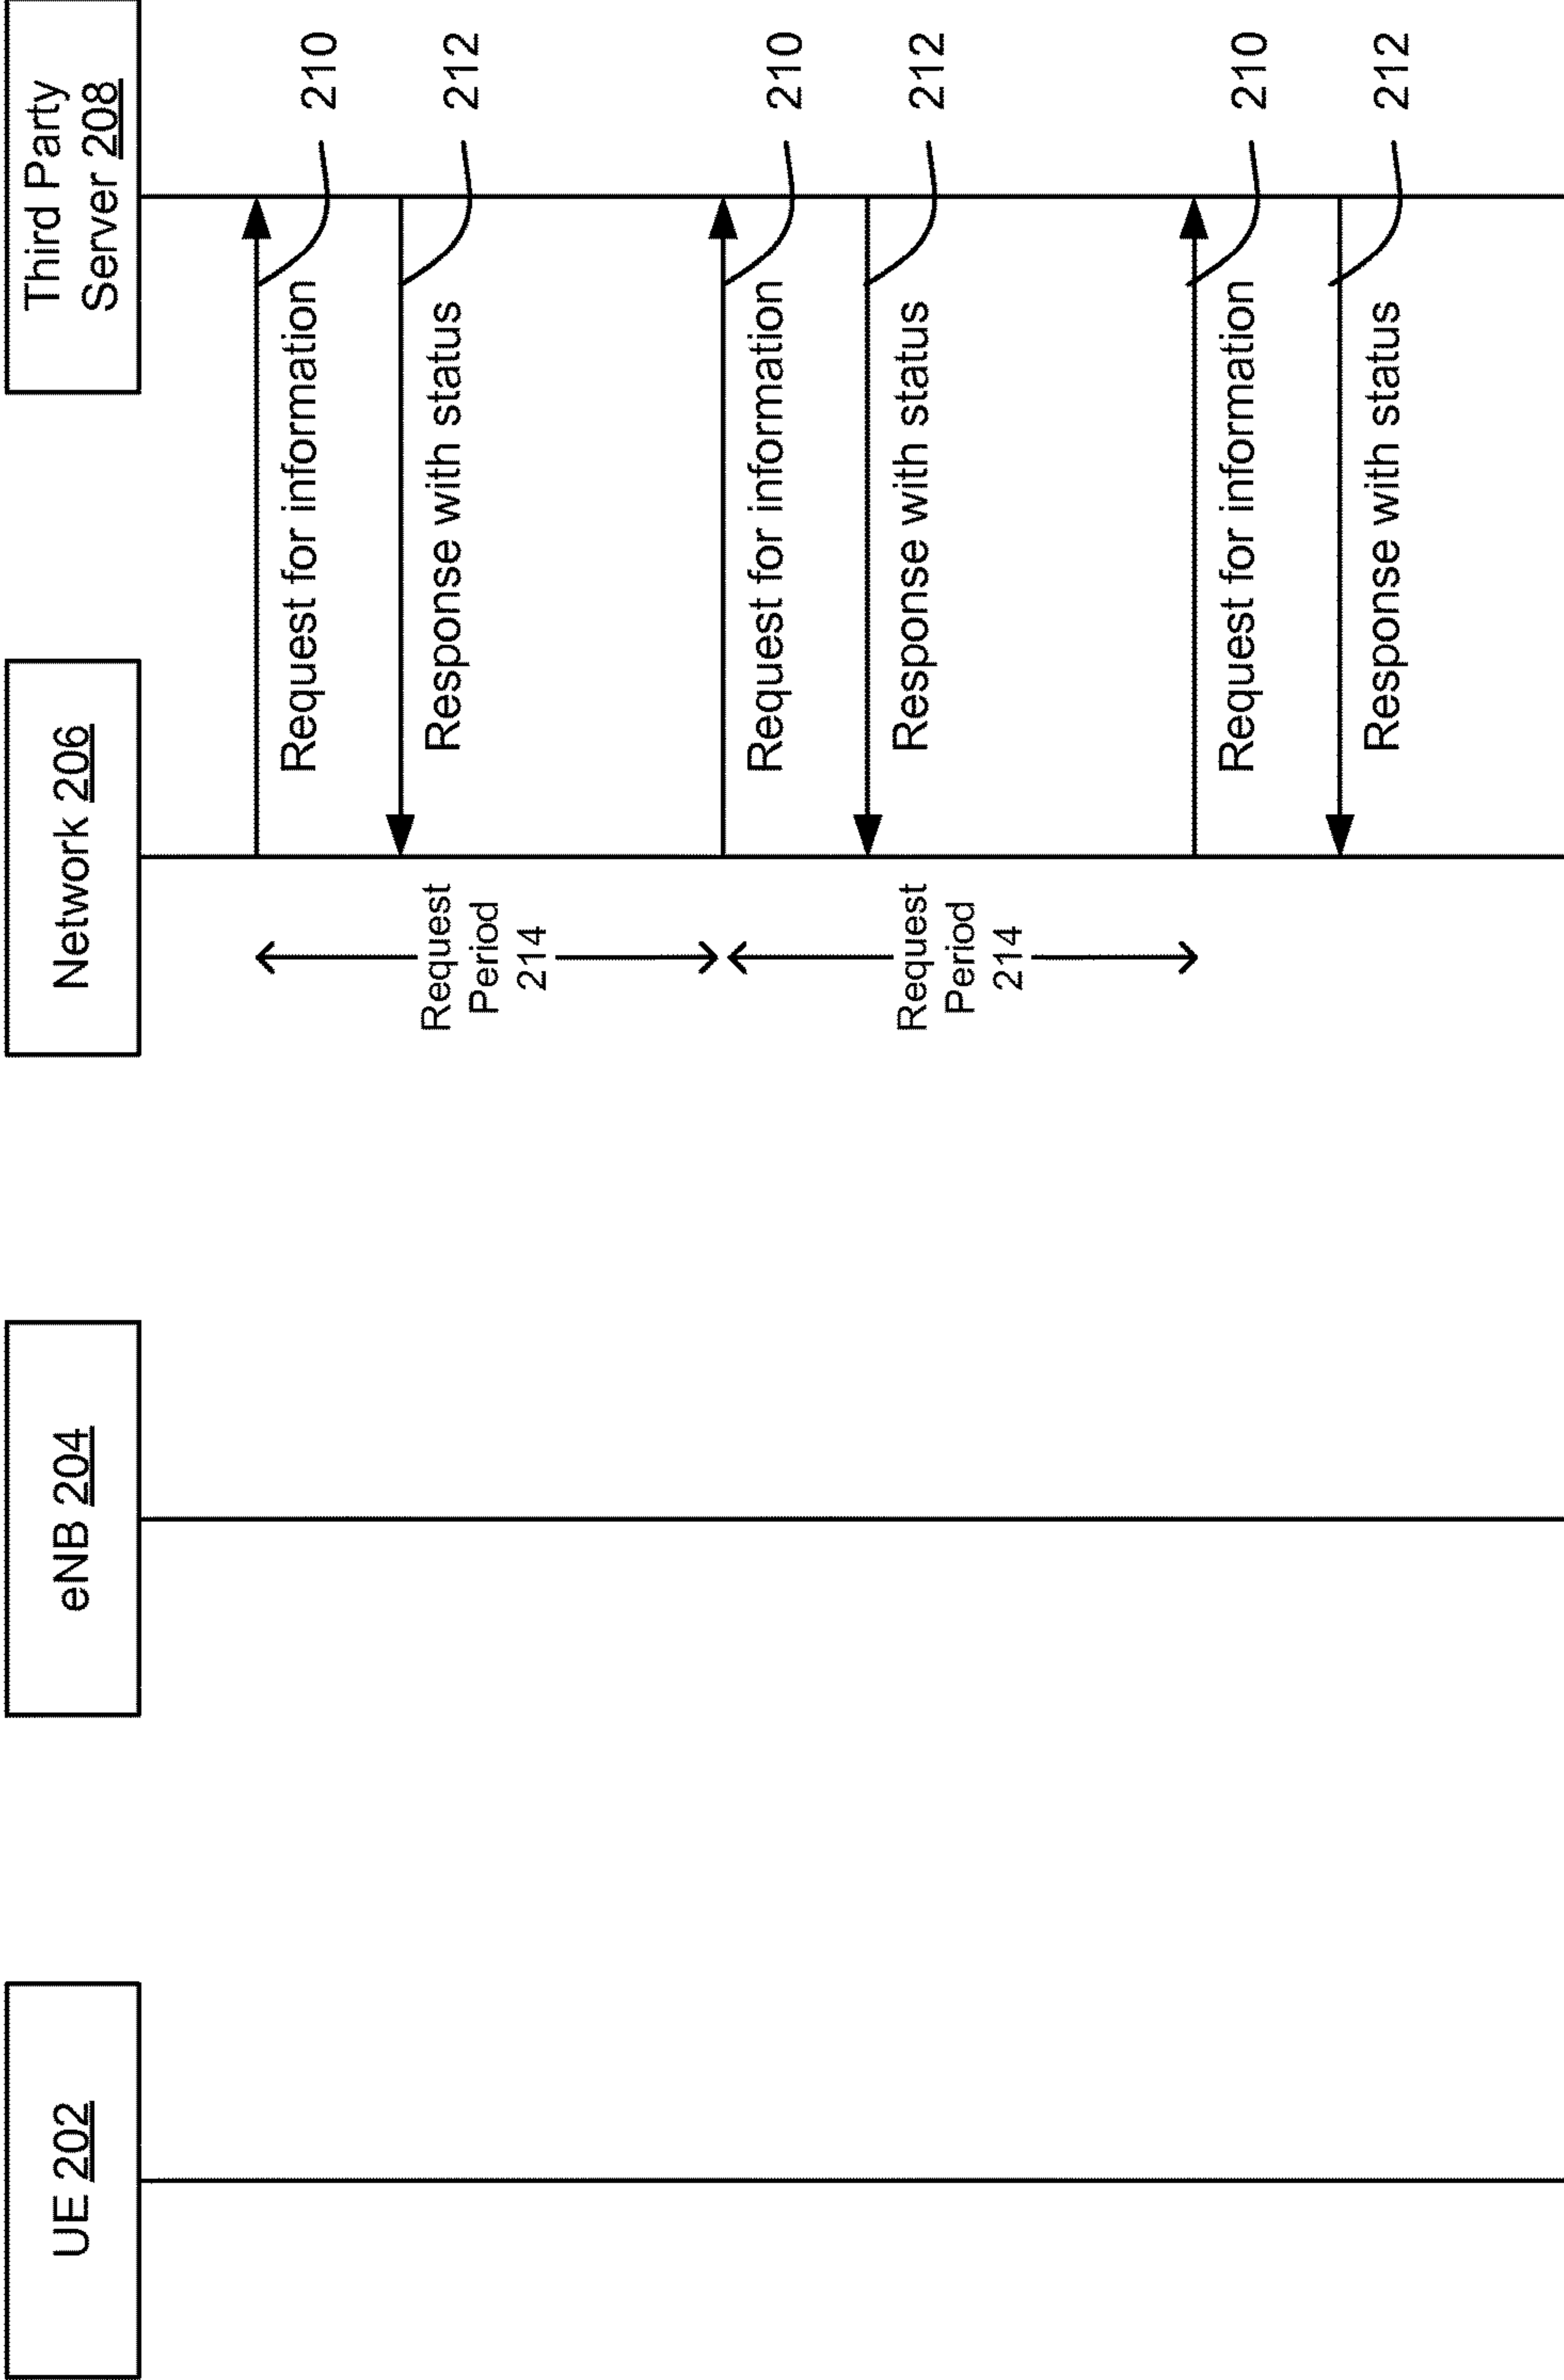 UE 202
eNB 204
Network 206
Third Party
Server 208
Request for information
210
Response with status
212
Request
Period
214
Request for information
210
Response with status
212
Request
Period
214
Request for information
210
Response with status
212